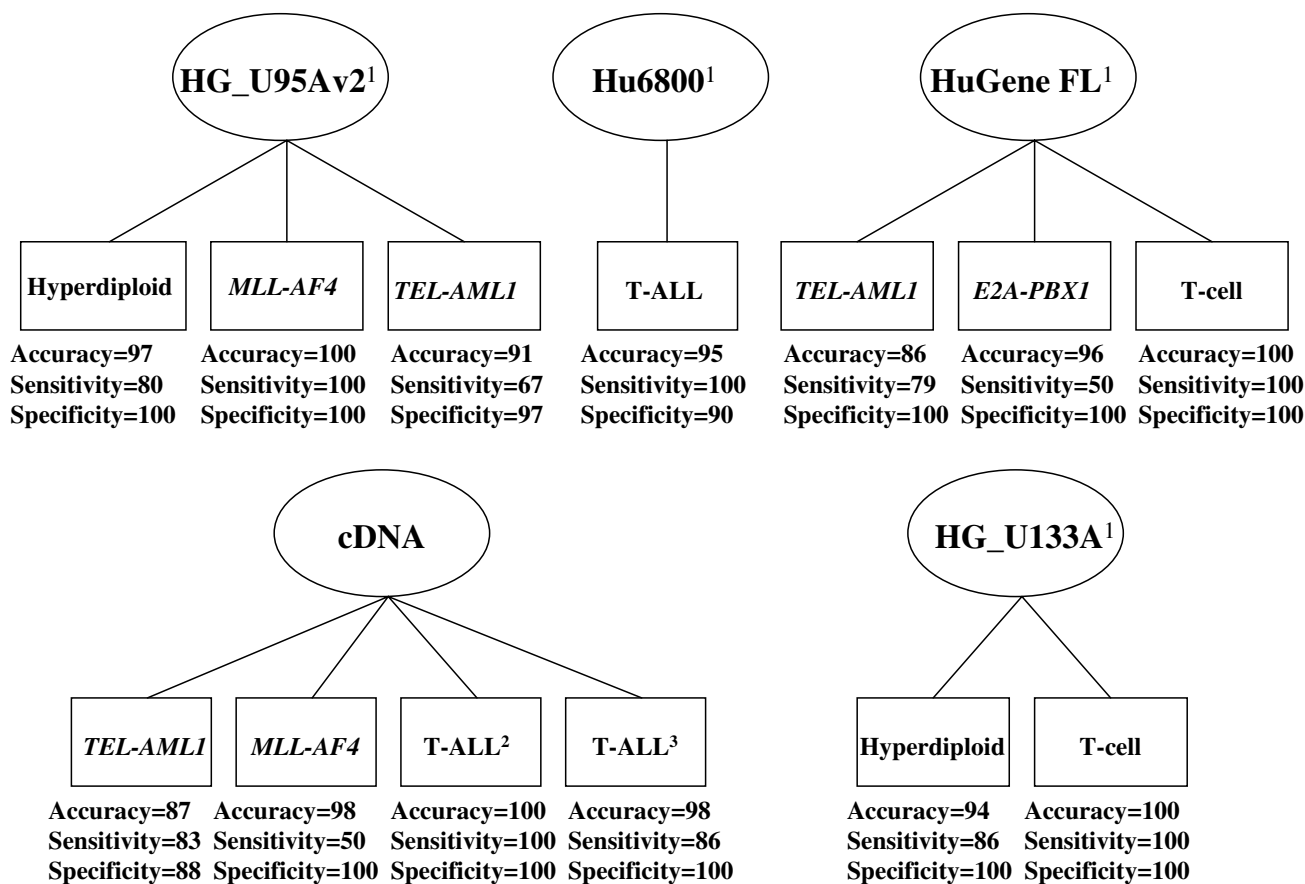 HG_U95Av2¹ Hu6800¹ HuGene FL¹
Hyperdiploid MLL-AF4 TEL-AML1 T-ALL TEL-AML1 E2A-PBX1 T-cell
Accuracy=97 Accuracy=100 Accuracy=91 Accuracy=95 Accuracy=86 Accuracy=96 Accuracy=100
Sensitivity=80 Sensitivity=100 Sensitivity=67 Sensitivity=100 Sensitivity=79 Sensitivity=50 Sensitivity=100
Specificity=100 Specificity=100 Specificity=97 Specificity=90 Specificity=100 Specificity=100 Specificity=100
cDNA HG_U133A¹
TEL-AML1 MLL-AF4 T-ALL² T-ALL³ Hyperdiploid T-cell
Accuracy=87 Accuracy=98 Accuracy=100 Accuracy=98 Accuracy=94 Accuracy=100
Sensitivity=83 Sensitivity=50 Sensitivity=100 Sensitivity=86 Sensitivity=86 Sensitivity=100
Specificity=88 Specificity=100 Specificity=100 Specificity=100 Specificity=100 Specificity=100